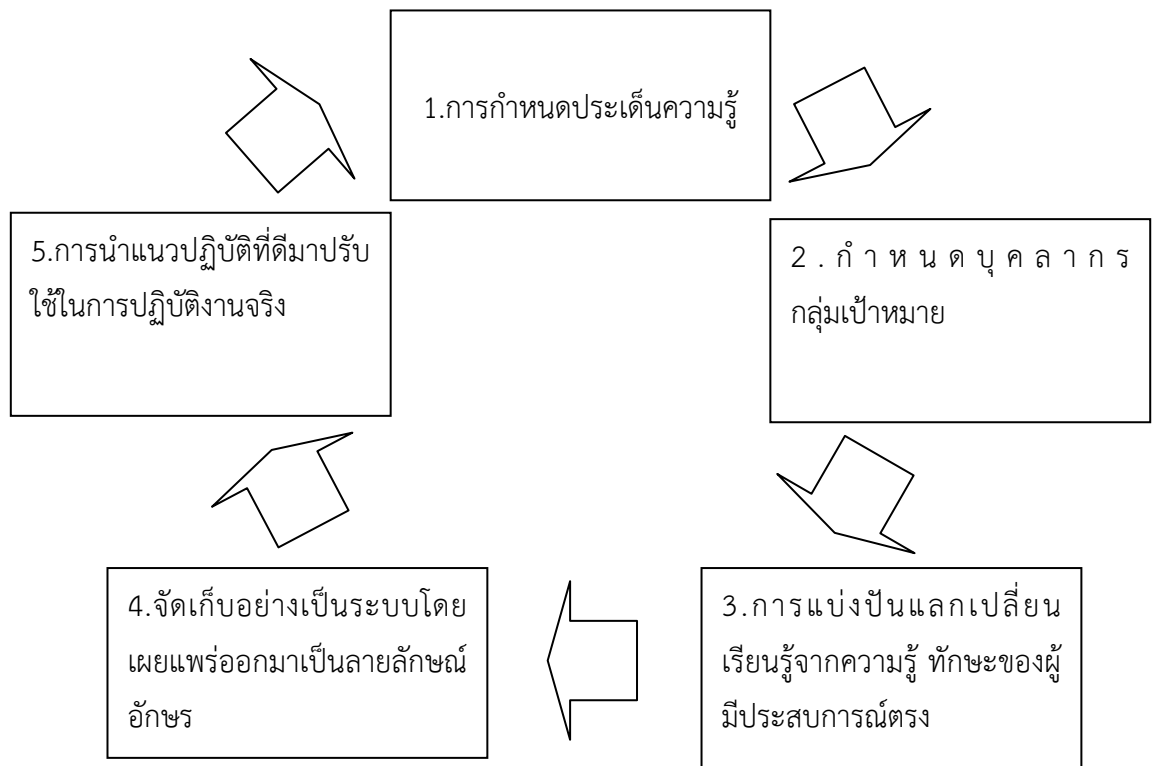 1.การกำหนดประเด็นความรู้
2.กำหนดบุคลากร
กลุ่มเป้าหมาย
3.การแบ่งปันแลกเปลี่ยน
เรียนรู้จากความรู้ ทักษะของผู้
มีประสบการณ์ตรง
4.จัดเก็บอย่างเป็นระบบโดย
เผยแพร่ออกมาเป็นลายลักษณ์
อักษร
5.การนำแนวปฏิบัติที่ดีมาปรับ
ใช้ในการปฏิบัติงานจริง